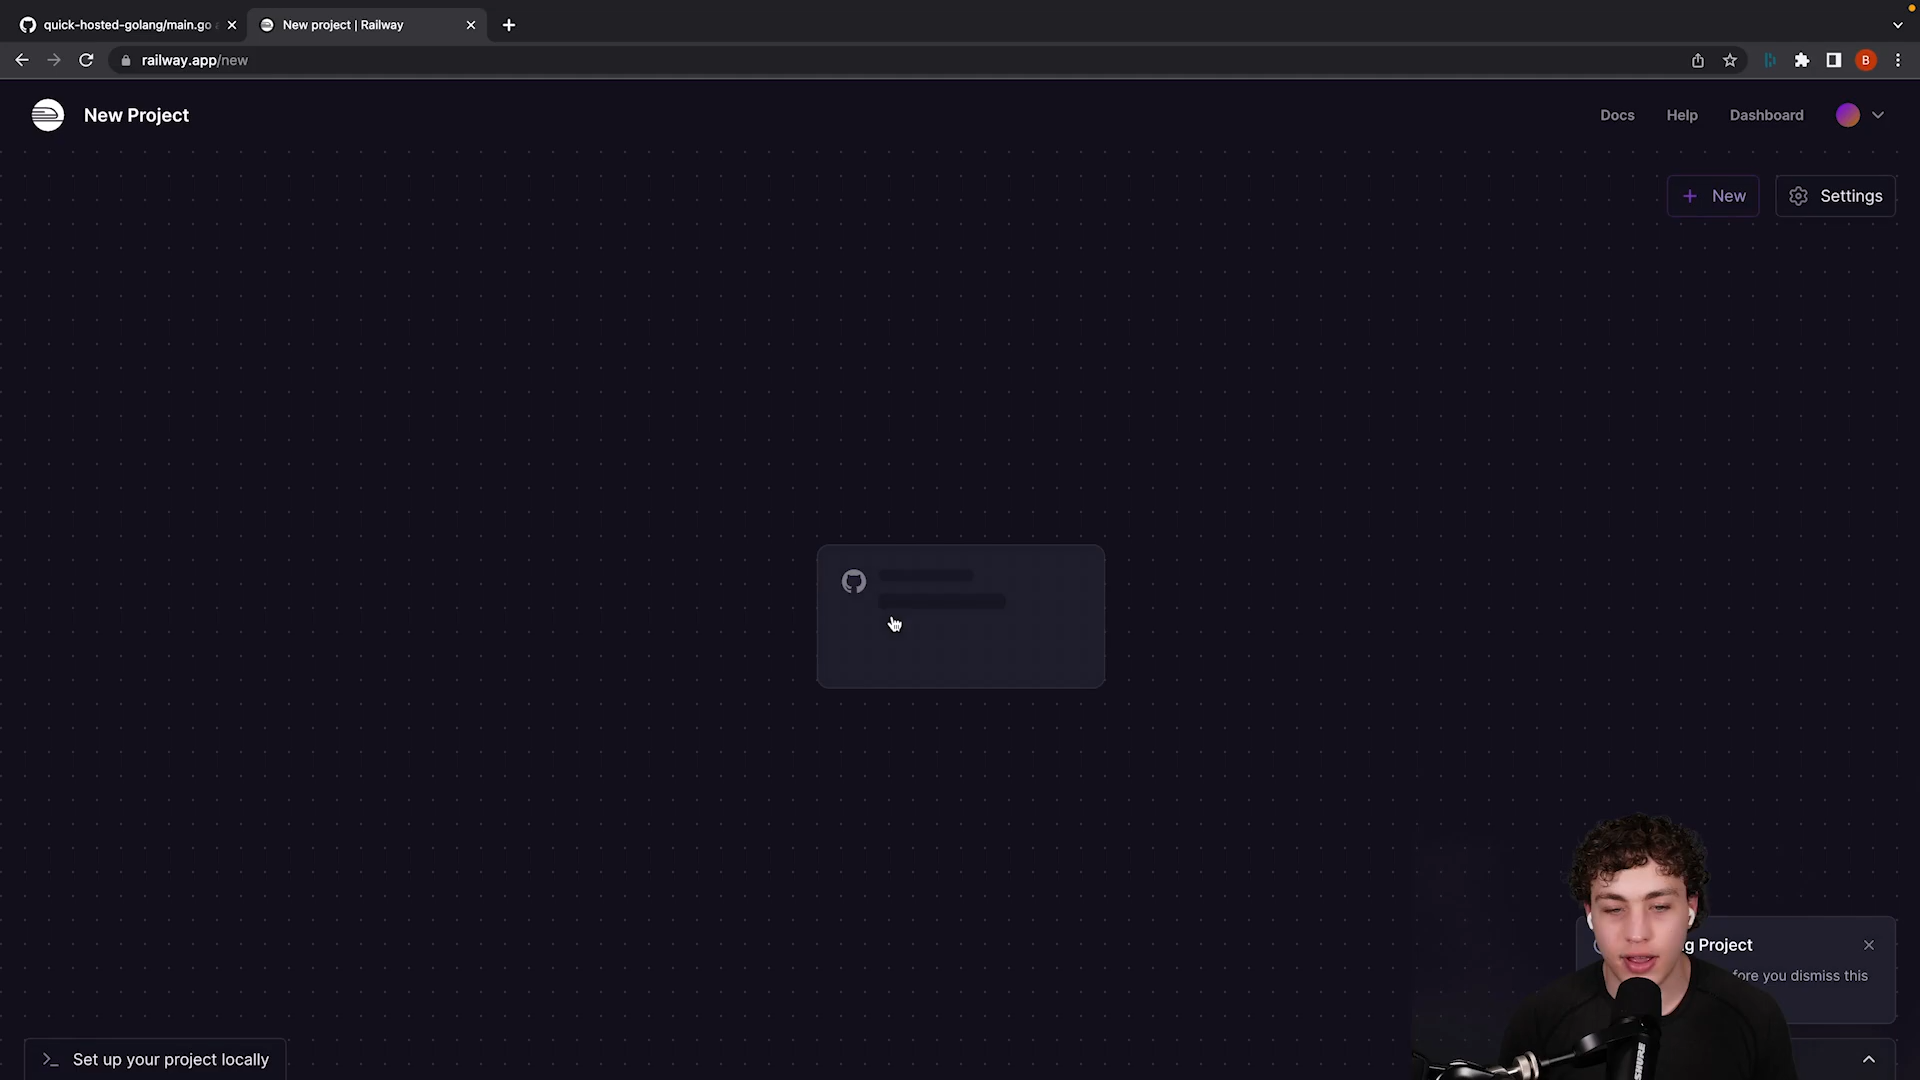 quick-hosted-golang/main.go
New project | Railway
railway.app/new
B
New Project
Docs
Help
Dashboard
New
Settings
g Project
fore you dismiss this
Set up your project locally
SHURE